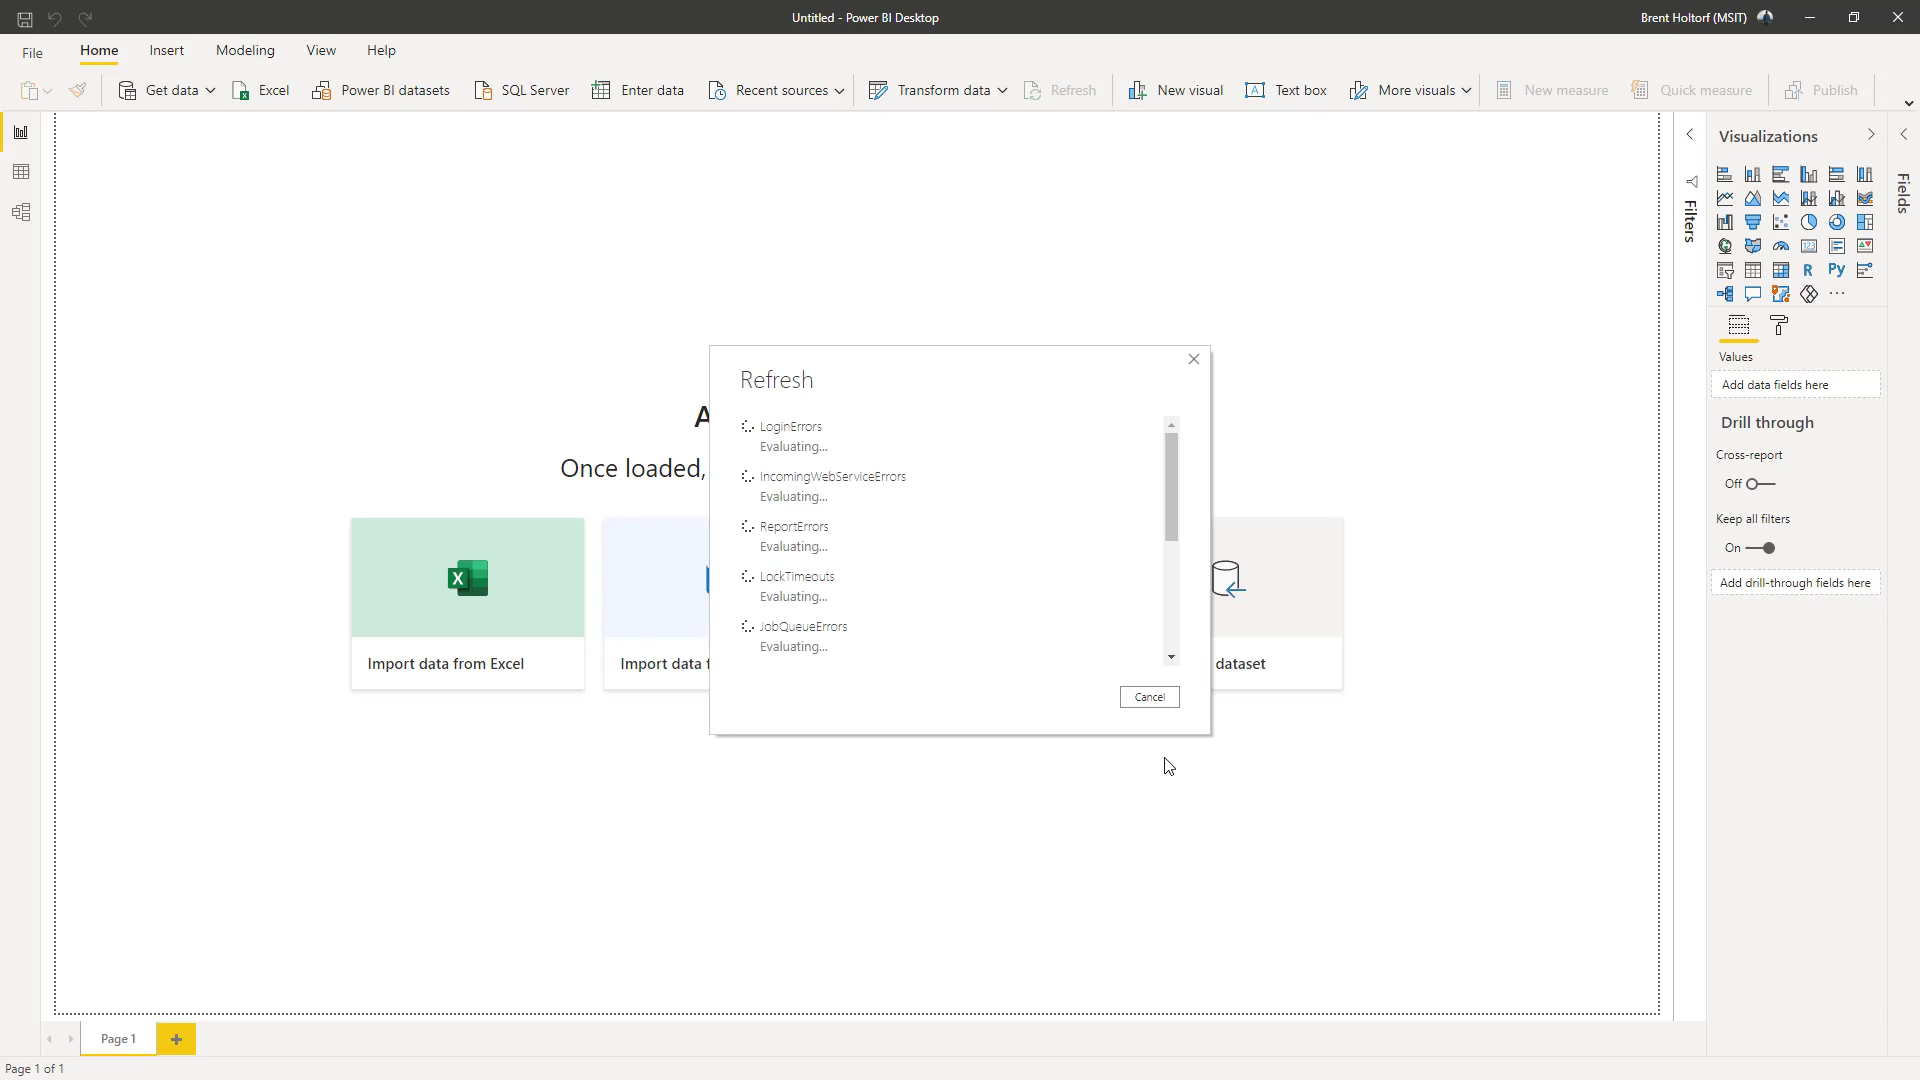 Untitled - Power BI Desktop
Brent Holtorf (MSIT)
File
Home
Insert
Modeling
View
Help
Get data
Excel
Power BI datasets
SQL Server
Enter data
Recent sources
Transform data
Refresh
New visual
A
Text box
More visuals
New measure
Quick measure
Publish
Filters
Visualizations
Fields
123
R
Py
Values
Add data fields here
Drill through
Cross-report
Off
Keep all filters
On
Add drill-through fields here
A
Once loaded,
X
Import data from Excel
Import data f
dataset
Refresh
LoginErrors
Evaluating...
IncomingWebServiceErrors
Evaluating...
ReportErrors
Evaluating...
LockTimeouts
Evaluating...
JobQueueErrors
Evaluating...
Cancel
Page 1
Page 1 of 1